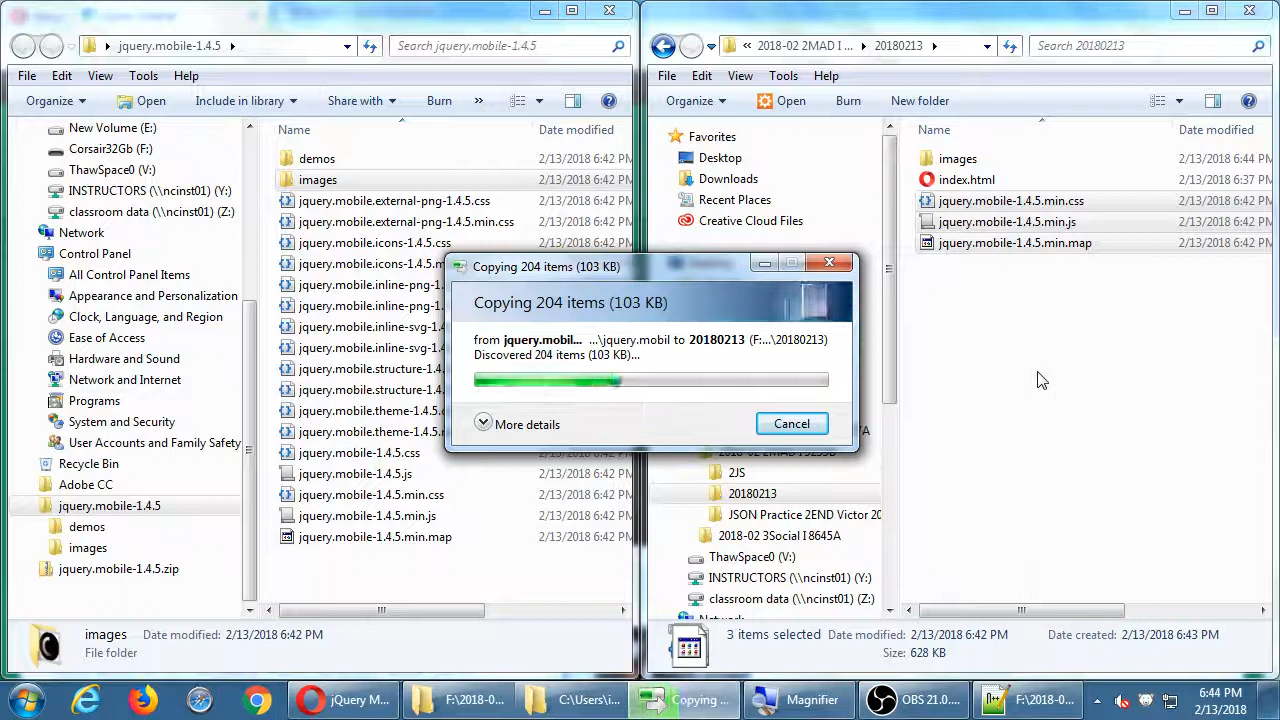 jquery.mobile-1.4.5
Search jquery.mobile-1.4.5
File Edit View Tools Help
Organize Open Include in library Share with Burn »
New Volume (E:)
Corsair32Gb (F:)
ThawSpace0 (V:)
INSTRUCTORS (\\ncinst01) (Y:)
classroom data (\\ncinst01) (Z:)
Network
Control Panel
All Control Panel Items
Appearance and Personalization
Clock, Language, and Region
Ease of Access
Hardware and Sound
Network and Internet
Programs
System and Security
User Accounts and Family Safety
Recycle Bin
Adobe CC
jquery.mobile-1.4.5
demos
images
jquery.mobile-1.4.5.zip
Name Date modified
demos 2/13/2018 6:42 PM
images 2/13/2018 6:42 PM
jquery.mobile.external-png-1.4.5.css 2/13/2018 6:42 PM
jquery.mobile.external-png-1.4.5.min.css 2/13/2018 6:42 PM
jquery.mobile.icons-1.4.5.css 2/13/2018 6:42 PM
jquery.mobile.icons-1.4.5.m
jquery.mobile.inline-png-1.4
jquery.mobile.inline-png-1.4
jquery.mobile.inline-svg-1.4
jquery.mobile.inline-svg-1.4
jquery.mobile.structure-1.4.
jquery.mobile.structure-1.4.
jquery.mobile.theme-1.4.5.c
jquery.mobile.theme-1.4.5.m
jquery.mobile-1.4.5.css 2/13/2018 6:42 PM
jquery.mobile-1.4.5.js 2/13/2018 6:42 PM
jquery.mobile-1.4.5.min.css 2/13/2018 6:42 PM
jquery.mobile-1.4.5.min.js 2/13/2018 6:42 PM
jquery.mobile-1.4.5.min.map 2/13/2018 6:42 PM
images Date modified: 2/13/2018 6:42 PM
File folder
« 2018-02 2MAD I ... 20180213
Search 20180213
File Edit View Tools Help
Organize Open Burn New folder
Favorites
Desktop
Downloads
Recent Places
Creative Cloud Files
2JS
20180213
JSON Practice 2END Victor 20
2018-02 3Social I 8645A
ThawSpace0 (V:)
INSTRUCTORS (\\ncinst01) (Y:)
classroom data (\\ncinst01) (Z:)
Name Date modified
images 2/13/2018 6:44 PM
index.html 2/13/2018 6:37 PM
jquery.mobile-1.4.5.min.css 2/13/2018 6:42 PM
jquery.mobile-1.4.5.min.js 2/13/2018 6:42 PM
jquery.mobile-1.4.5.min.map 2/13/2018 6:42 PM
3 items selected Date modified: 2/13/2018 6:42 PM Date created: 2/13/2018 6:43 PM
Size: 628 KB
Copying 204 items (103 KB)
Copying 204 items (103 KB)
from jquery.mobil... ...\jquery.mobil to 20180213 (F:...\20180213)
Discovered 204 items (103 KB)...
More details Cancel
jQuery M... F:\2018-0... C:\Users\i... Copying ... Magnifier OBS 21.0.... F:\2018-0...
6:44 PM
2/13/2018